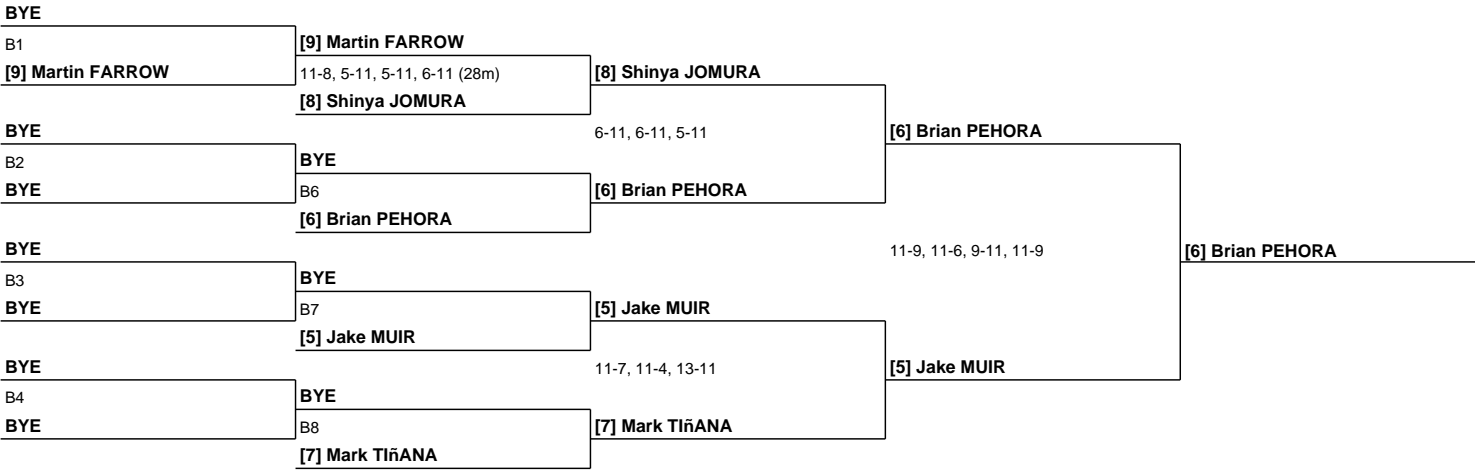 BYE
B1
[9] Martin FARROW
[9] Martin FARROW
11-8, 5-11, 5-11, 6-11 (28m)
[8] Shinya JOMURA
[8] Shinya JOMURA
BYE
B2
BYE
BYE
B6
[6] Brian PEHORA
6-11, 6-11, 5-11
[6] Brian PEHORA
[6] Brian PEHORA
BYE
B3
BYE
BYE
B7
[5] Jake MUIR
[5] Jake MUIR
11-9, 11-6, 9-11, 11-9
[6] Brian PEHORA
BYE
B4
BYE
BYE
B8
[7] Mark TIñANA
11-7, 11-4, 13-11
[7] Mark TIñANA
[5] Jake MUIR